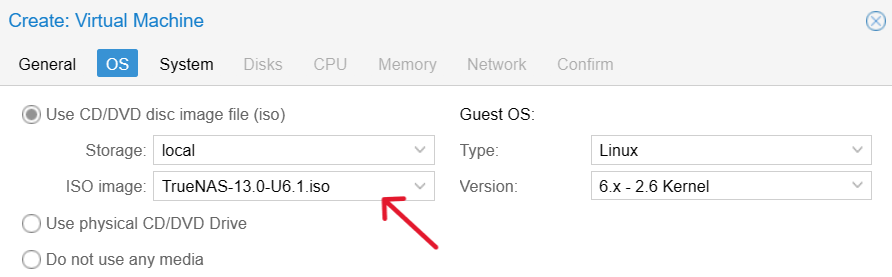 Create: Virtual Machine
General OS System Disks CPU Memory Network Confirm
Use CD/DVD disc image file (iso) Guest OS:
Storage: local Type: Linux
ISO image: TrueNAS-13.0-U6.1.iso Version: 6.x - 2.6 Kernel
Use physical CD/DVD Drive
Do not use any media